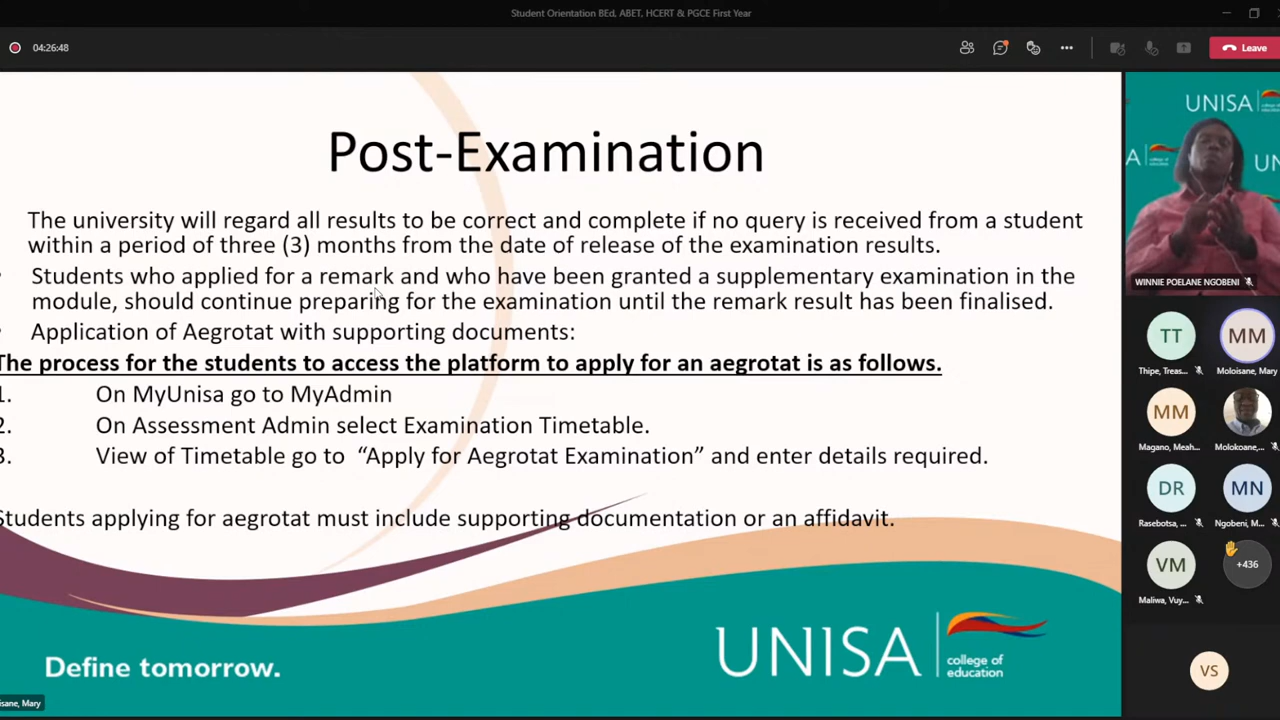 Student Orientation BEd, ABET, HCERT & PGCE First Year
04:26:48
Leave
Post-Examination
The university will regard all results to be correct and complete if no query is received from a student
within a period of three (3) months from the date of release of the examination results.
Students who applied for a remark and who have been granted a supplementary examination in the
module, should continue preparing for the examination until the remark result has been finalised.
Application of Aegrotat with supporting documents:
The process for the students to access the platform to apply for an aegrotat is as follows.
1. On MyUnisa go to MyAdmin
2. On Assessment Admin select Examination Timetable.
3. View of Timetable go to “Apply for Aegrotat Examination” and enter details required.
Students applying for aegrotat must include supporting documentation or an affidavit.
Define tomorrow.
UNISA
college of
education
isane, Mary
UNISA
A
college of
education
UN
WINNIE POELANE NGOBENI
TT
MM
Thipe, Treas...
Moloisane, Mary
MM
Magano, Meah...
Molokoane,...
DR
MN
Rasebotsa, ...
Ngobeni, M...
VM
+436
Maliwa, Vuy...
VS